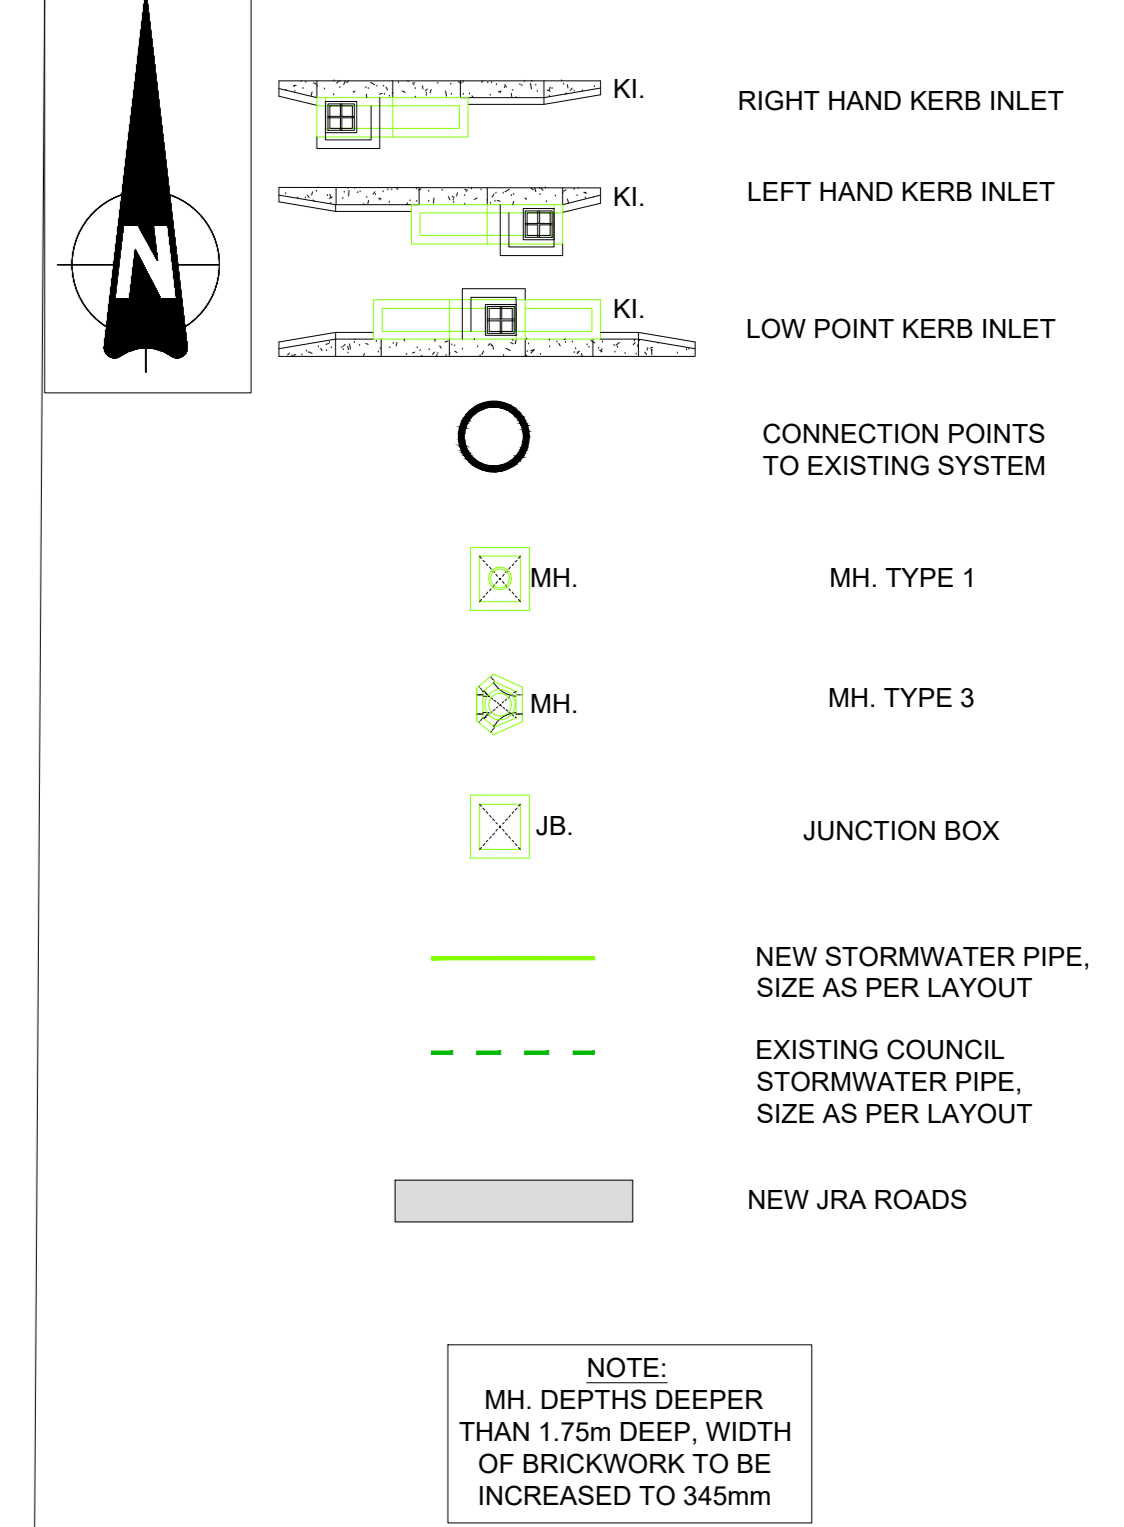 N
KI.
RIGHT HAND KERB INLET
KI.
LEFT HAND KERB INLET
KI.
LOW POINT KERB INLET
CONNECTION POINTS
TO EXISTING SYSTEM
MH.
MH. TYPE 1
MH.
MH. TYPE 3
JB.
JUNCTION BOX
NEW STORMWATER PIPE,
SIZE AS PER LAYOUT
EXISTING COUNCIL
STORMWATER PIPE,
SIZE AS PER LAYOUT
NEW JRA ROADS
NOTE:
MH. DEPTHS DEEPER
THAN 1.75m DEEP, WIDTH
OF BRICKWORK TO BE
INCREASED TO 345mm